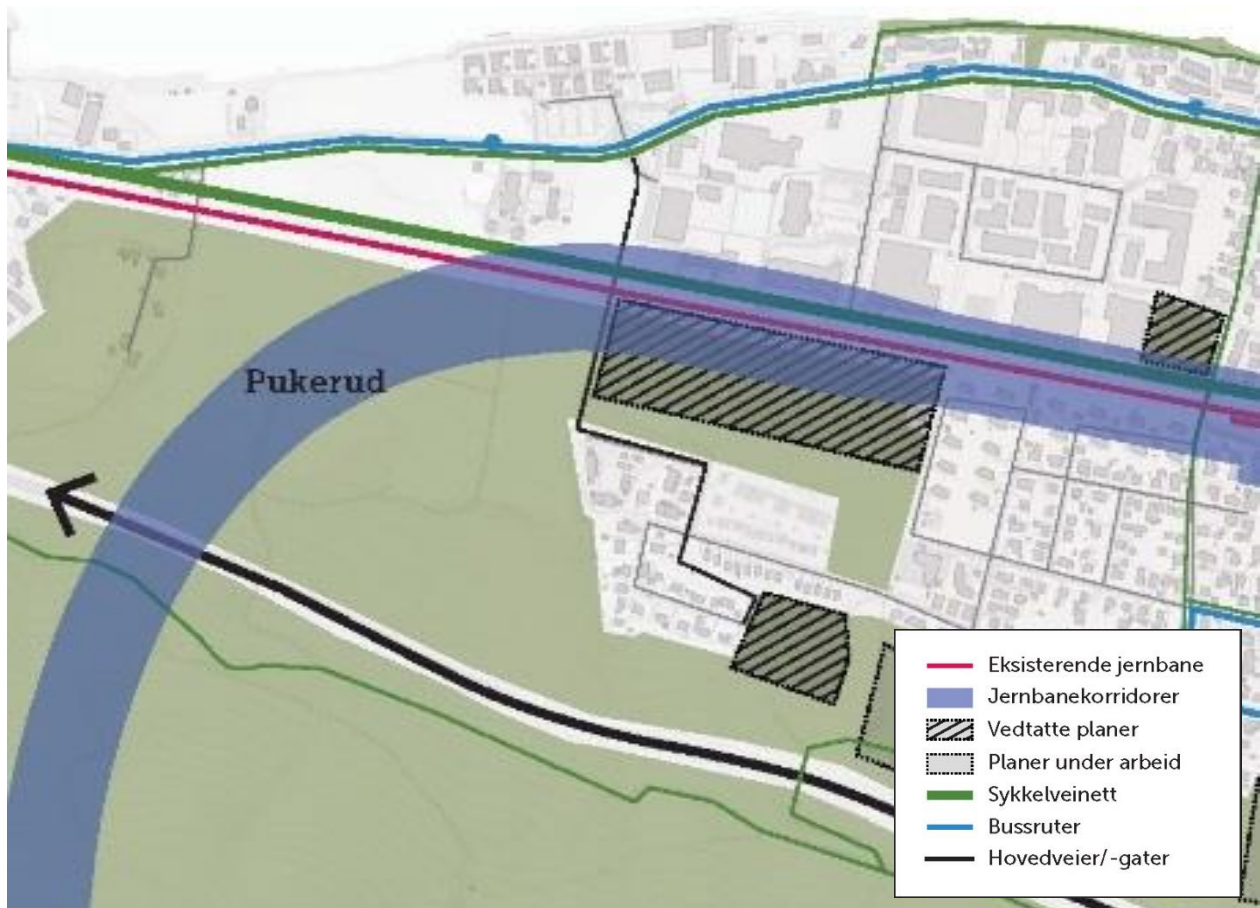 Pukerud
Eksisterende jernbane
Jernbanekorridorer
Vedtatte planer
Planer under arbeid
Sykkelveinett
Bussruter
Hovedveier/-gater